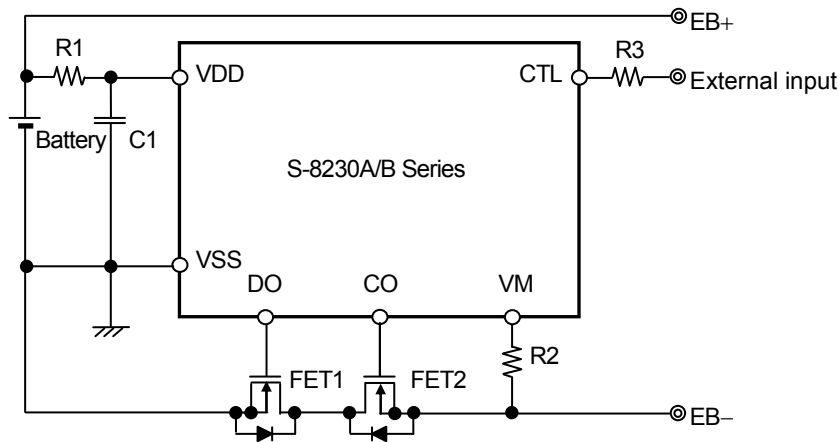 EB+
R1
R3
VDD
CTL
External input
Battery
C1
S-8230A/B Series
VSS
DO
CO
VM
R2
FET1
FET2
EB−